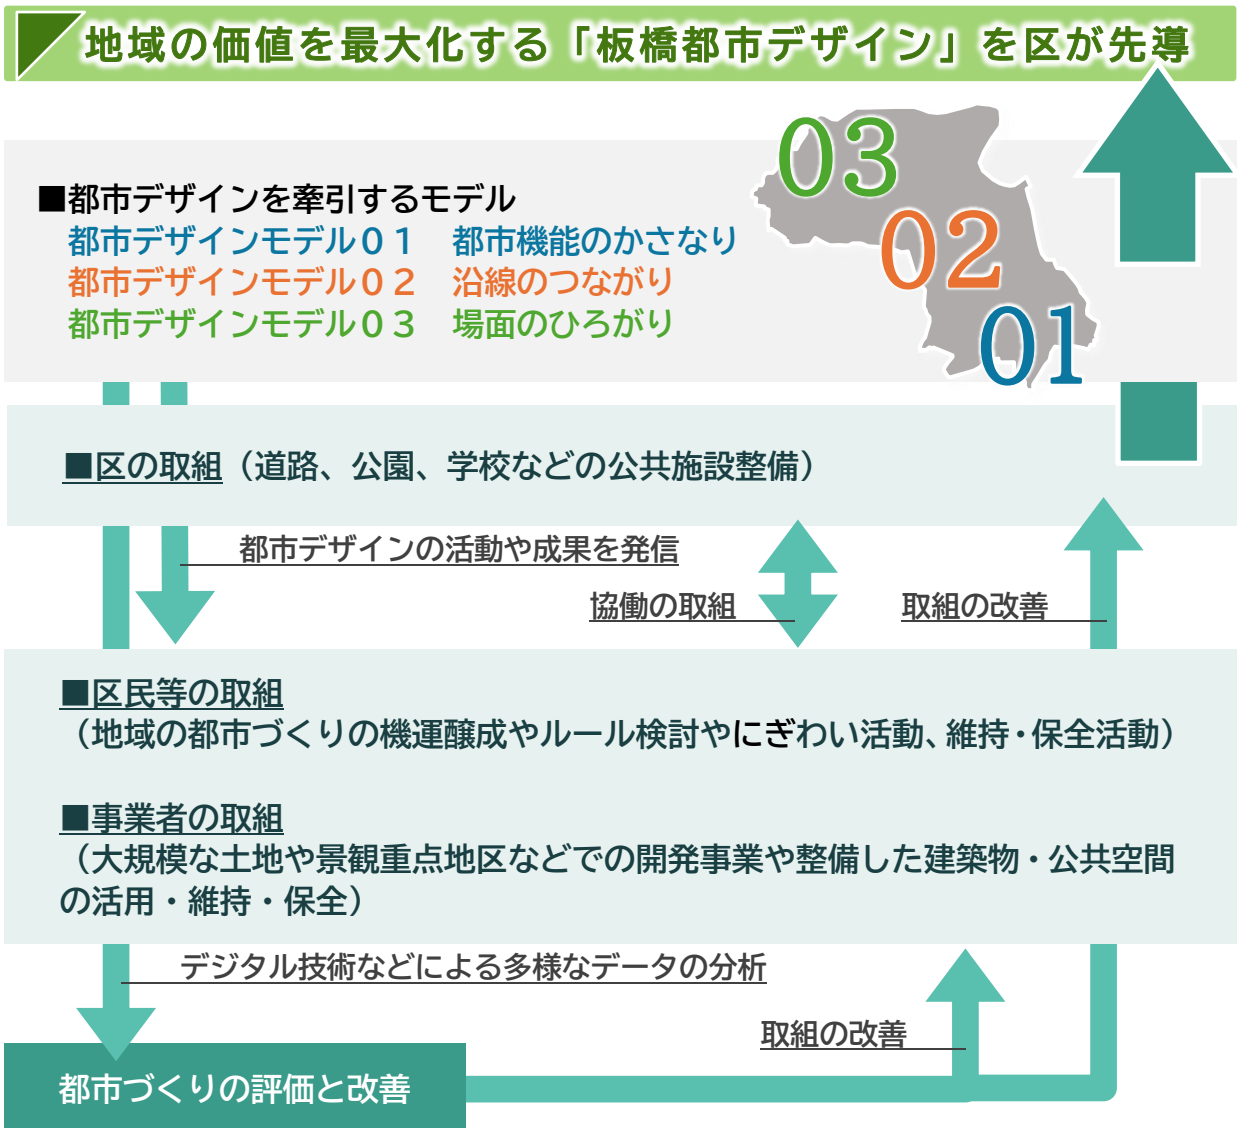 地域の価値を最大化する「板橋都市デザイン」を区が先導
■都市デザインを牽引するモデル
都市デザインモデル０１　都市機能のかさなり
都市デザインモデル０２　沿線のつながり
都市デザインモデル０３　場面のひろがり
03
02
01
■区の取組（道路、公園、学校などの公共施設整備）
都市デザインの活動や成果を発信
協働の取組
取組の改善
■区民等の取組
（地域の都市づくりの機運醸成やルール検討やにぎわい活動、維持・保全活動）
■事業者の取組
（大規模な土地や景観重点地区などでの開発事業や整備した建築物・公共空間
の活用・維持・保全）
デジタル技術などによる多様なデータの分析
取組の改善
都市づくりの評価と改善